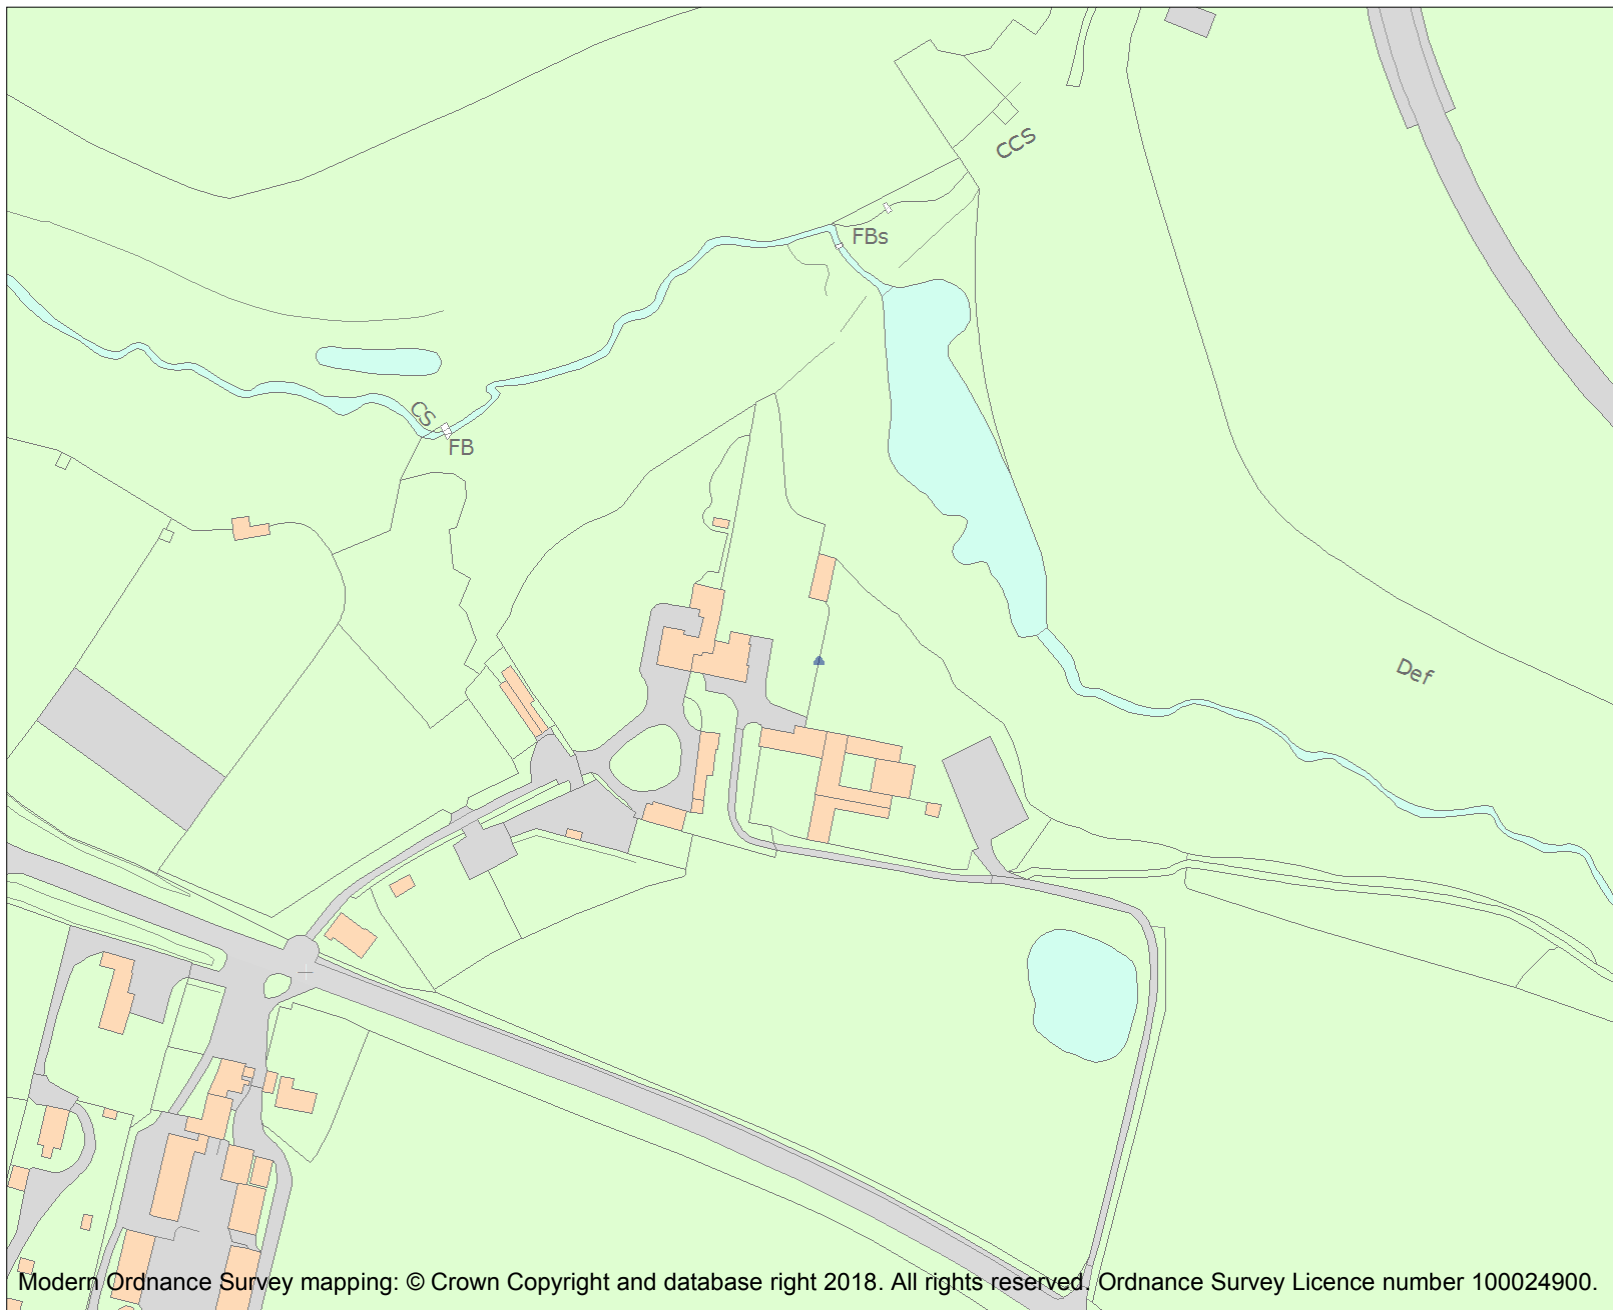 CCS
FBs
CS
FB
Def
Modern Ordnance Survey mapping: © Crown Copyright and database right 2018. All rights reserved. Ordnance Survey Licence number 100024900.